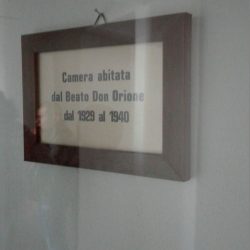 Camera abitata
dal Beato Don Orione
dal 1929 al 1940